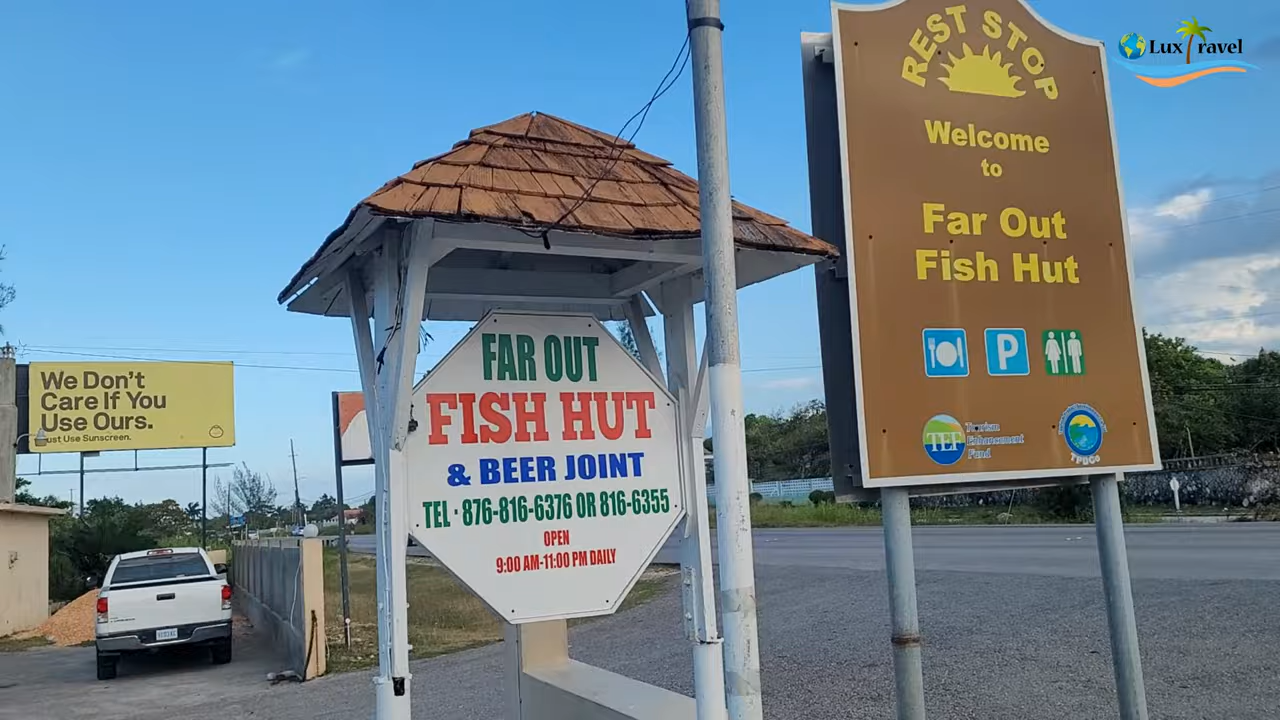 We Don't
Care If You
Use Ours.
Just Use Sunscreen.
FAR OUT
FISH HUT
& BEER JOINT
TEL · 876-816-6376 OR 816-6355
OPEN
9:00 AM-11:00 PM DAILY
REST STOP
Welcome
to
Far Out
Fish Hut
P
TEF
Tourism
Enhancement
Fund
TPDCo
Lux Travel